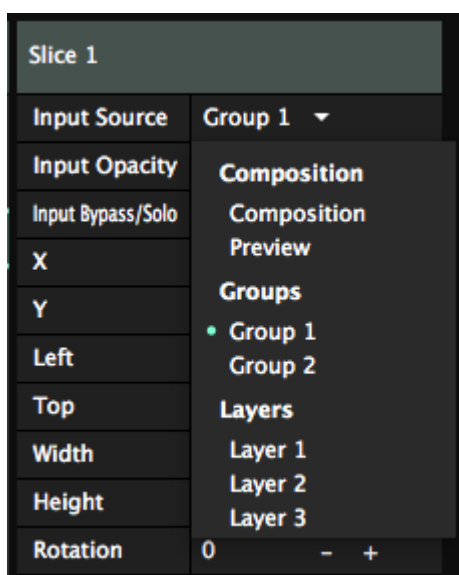 Slice 1
Input Source Group 1
Input Opacity
Input Bypass/Solo
X
Y
Left
Top
Width
Height
Rotation 0 - +
Composition
Composition
Preview
Groups
Group 1
Group 2
Layers
Layer 1
Layer 2
Layer 3